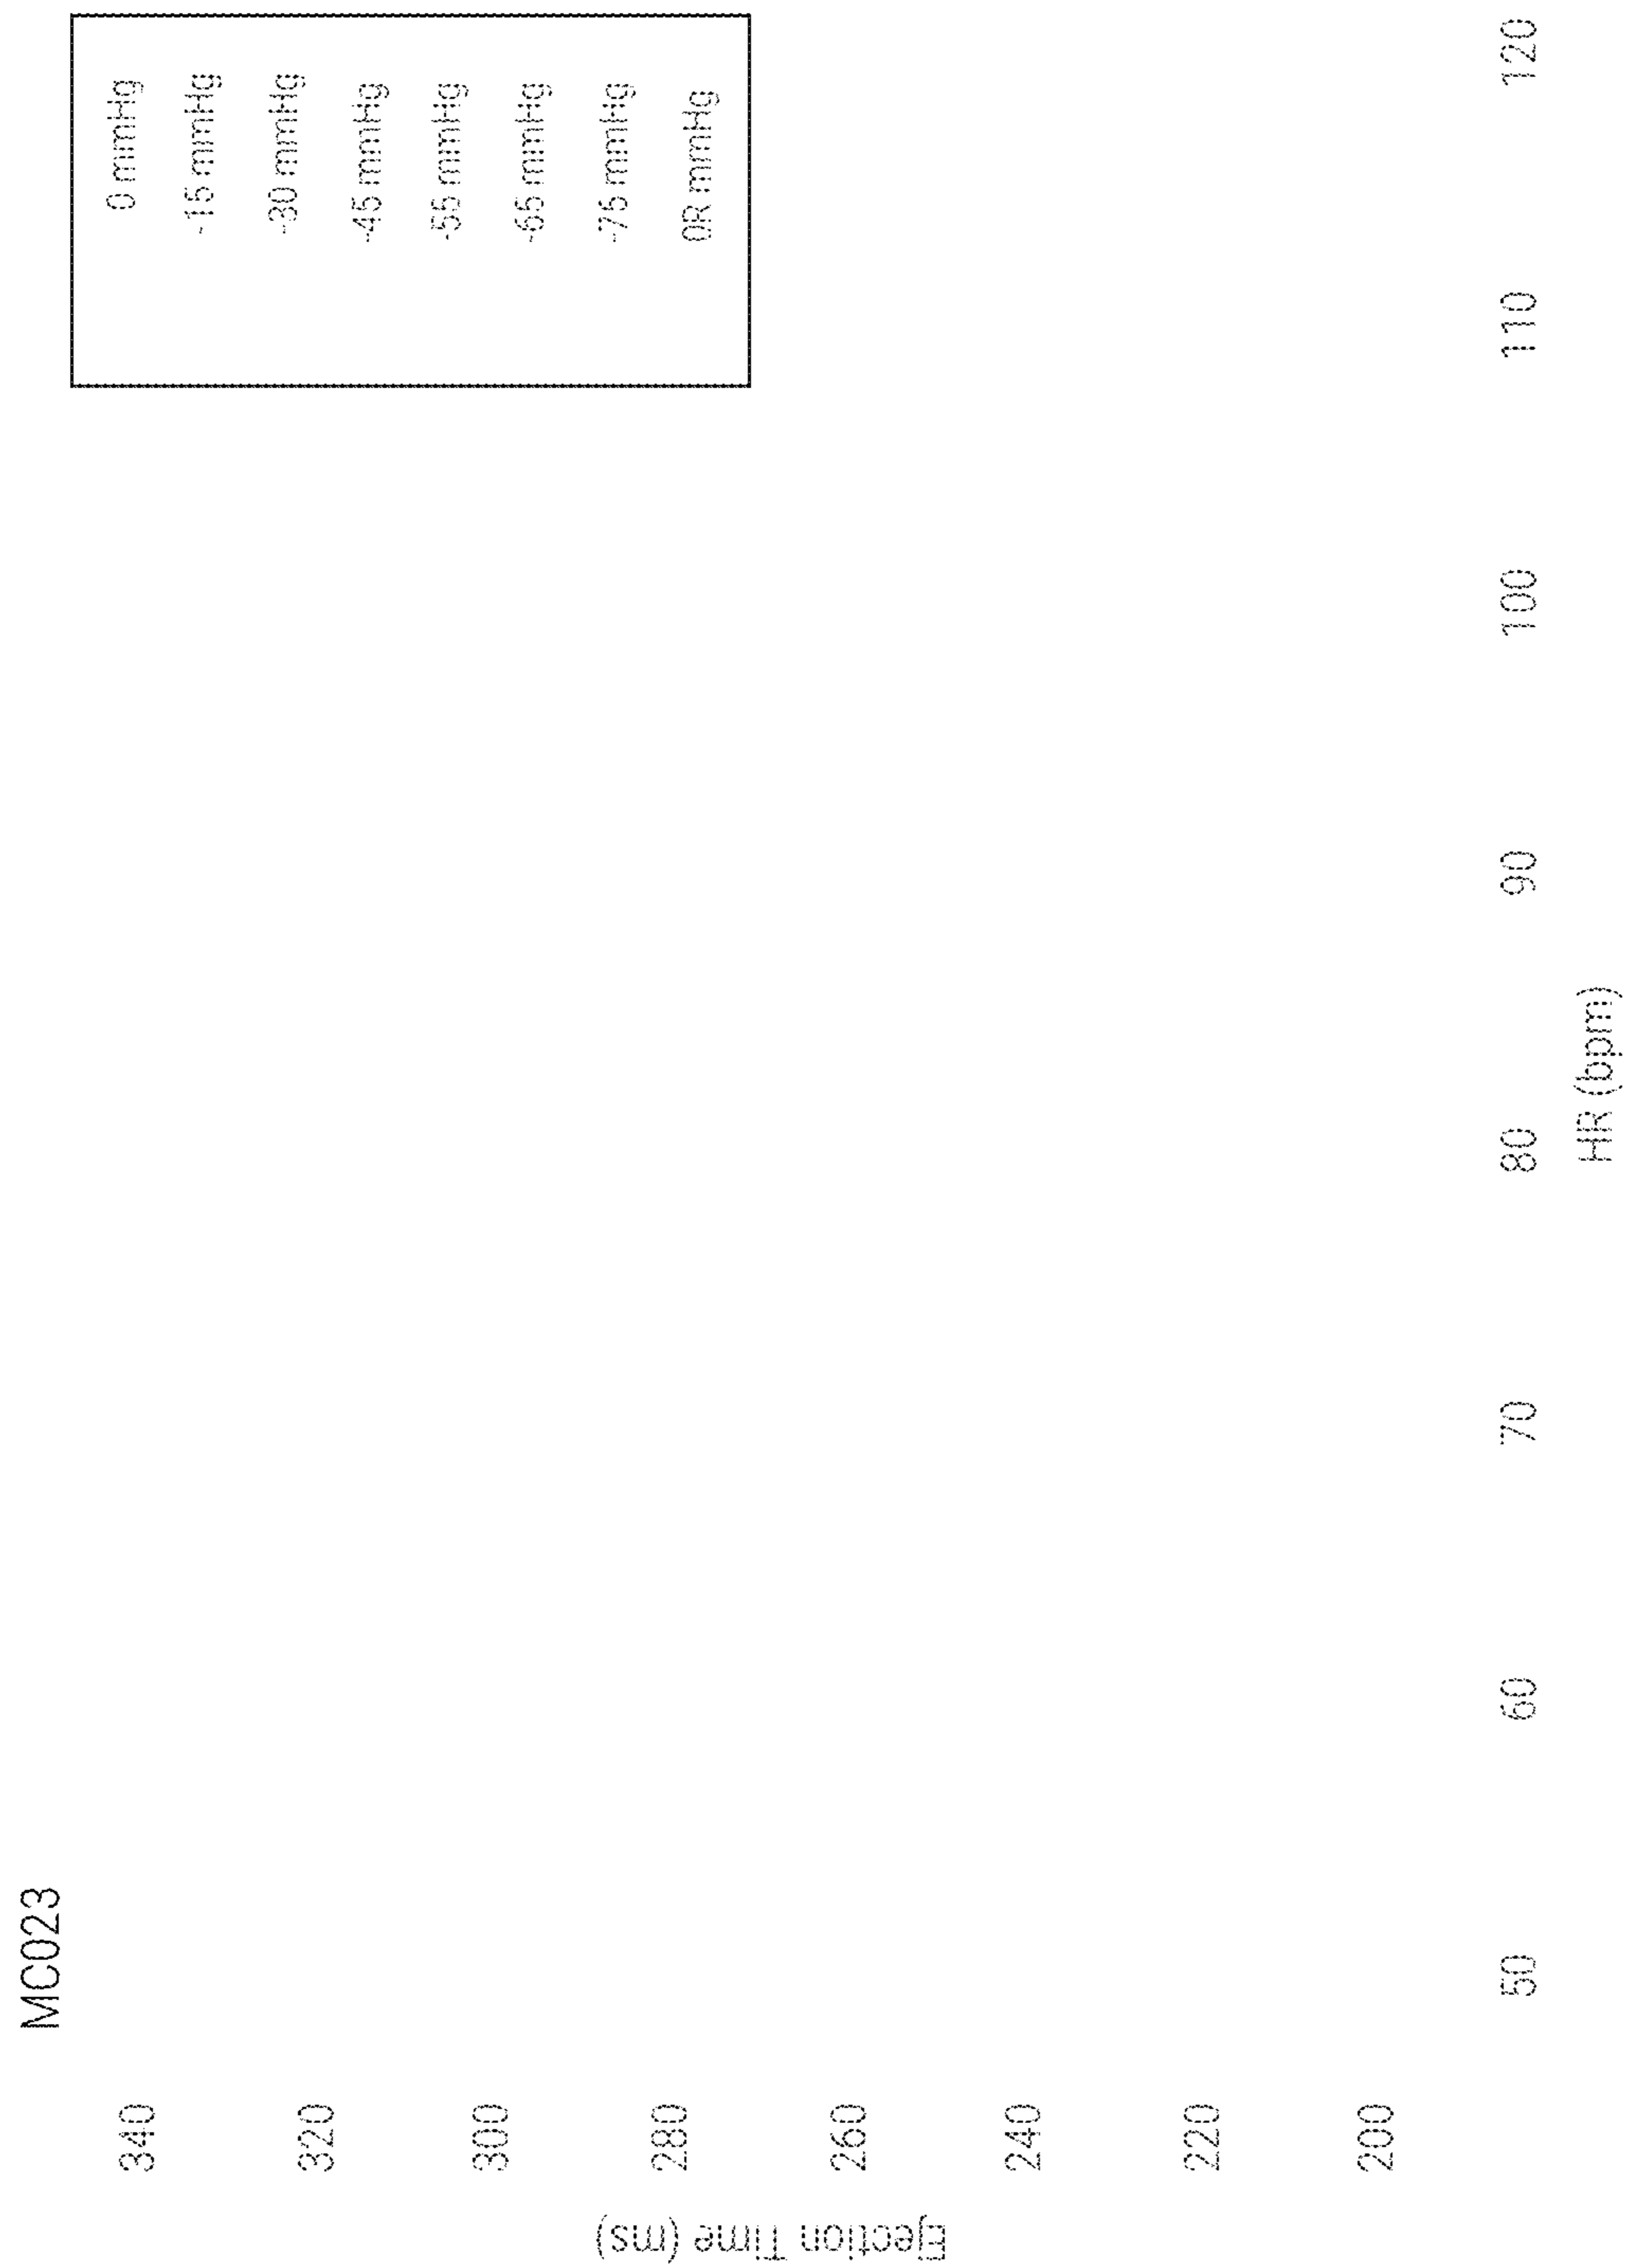 MC023
0 mmHg
-15 mmHg
-30 mmHg
-45 mmHg
-55 mmHg
-65 mmHg
-75 mmHg
0R mmHg
Ejection Time (ms)
340
320
300
280
260
240
220
200
50
60
70
80
90
100
110
120
HR (bpm)